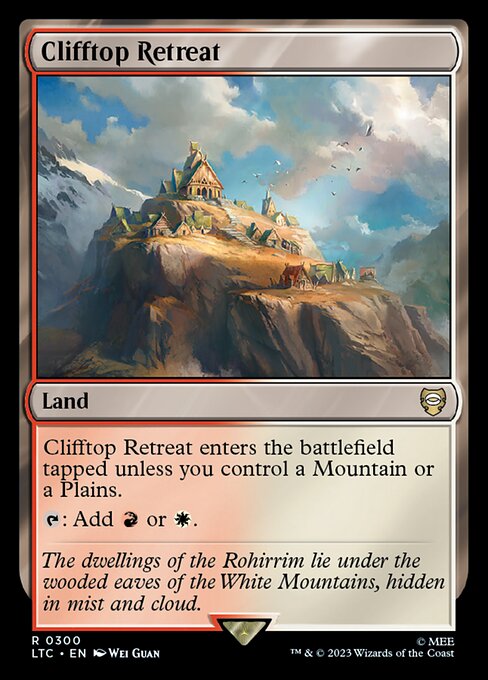 Clifftop Retreat
Land
Clifftop Retreat enters the battlefield
tapped unless you control a Mountain or
a Plains.
: Add or .
The dwellings of the Rohirrim lie under the
wooded eaves of the White Mountains, hidden
in mist and cloud.
R 0300
LTC • EN Wei Guan
© MEE
™ & © 2023 Wizards of the Coast